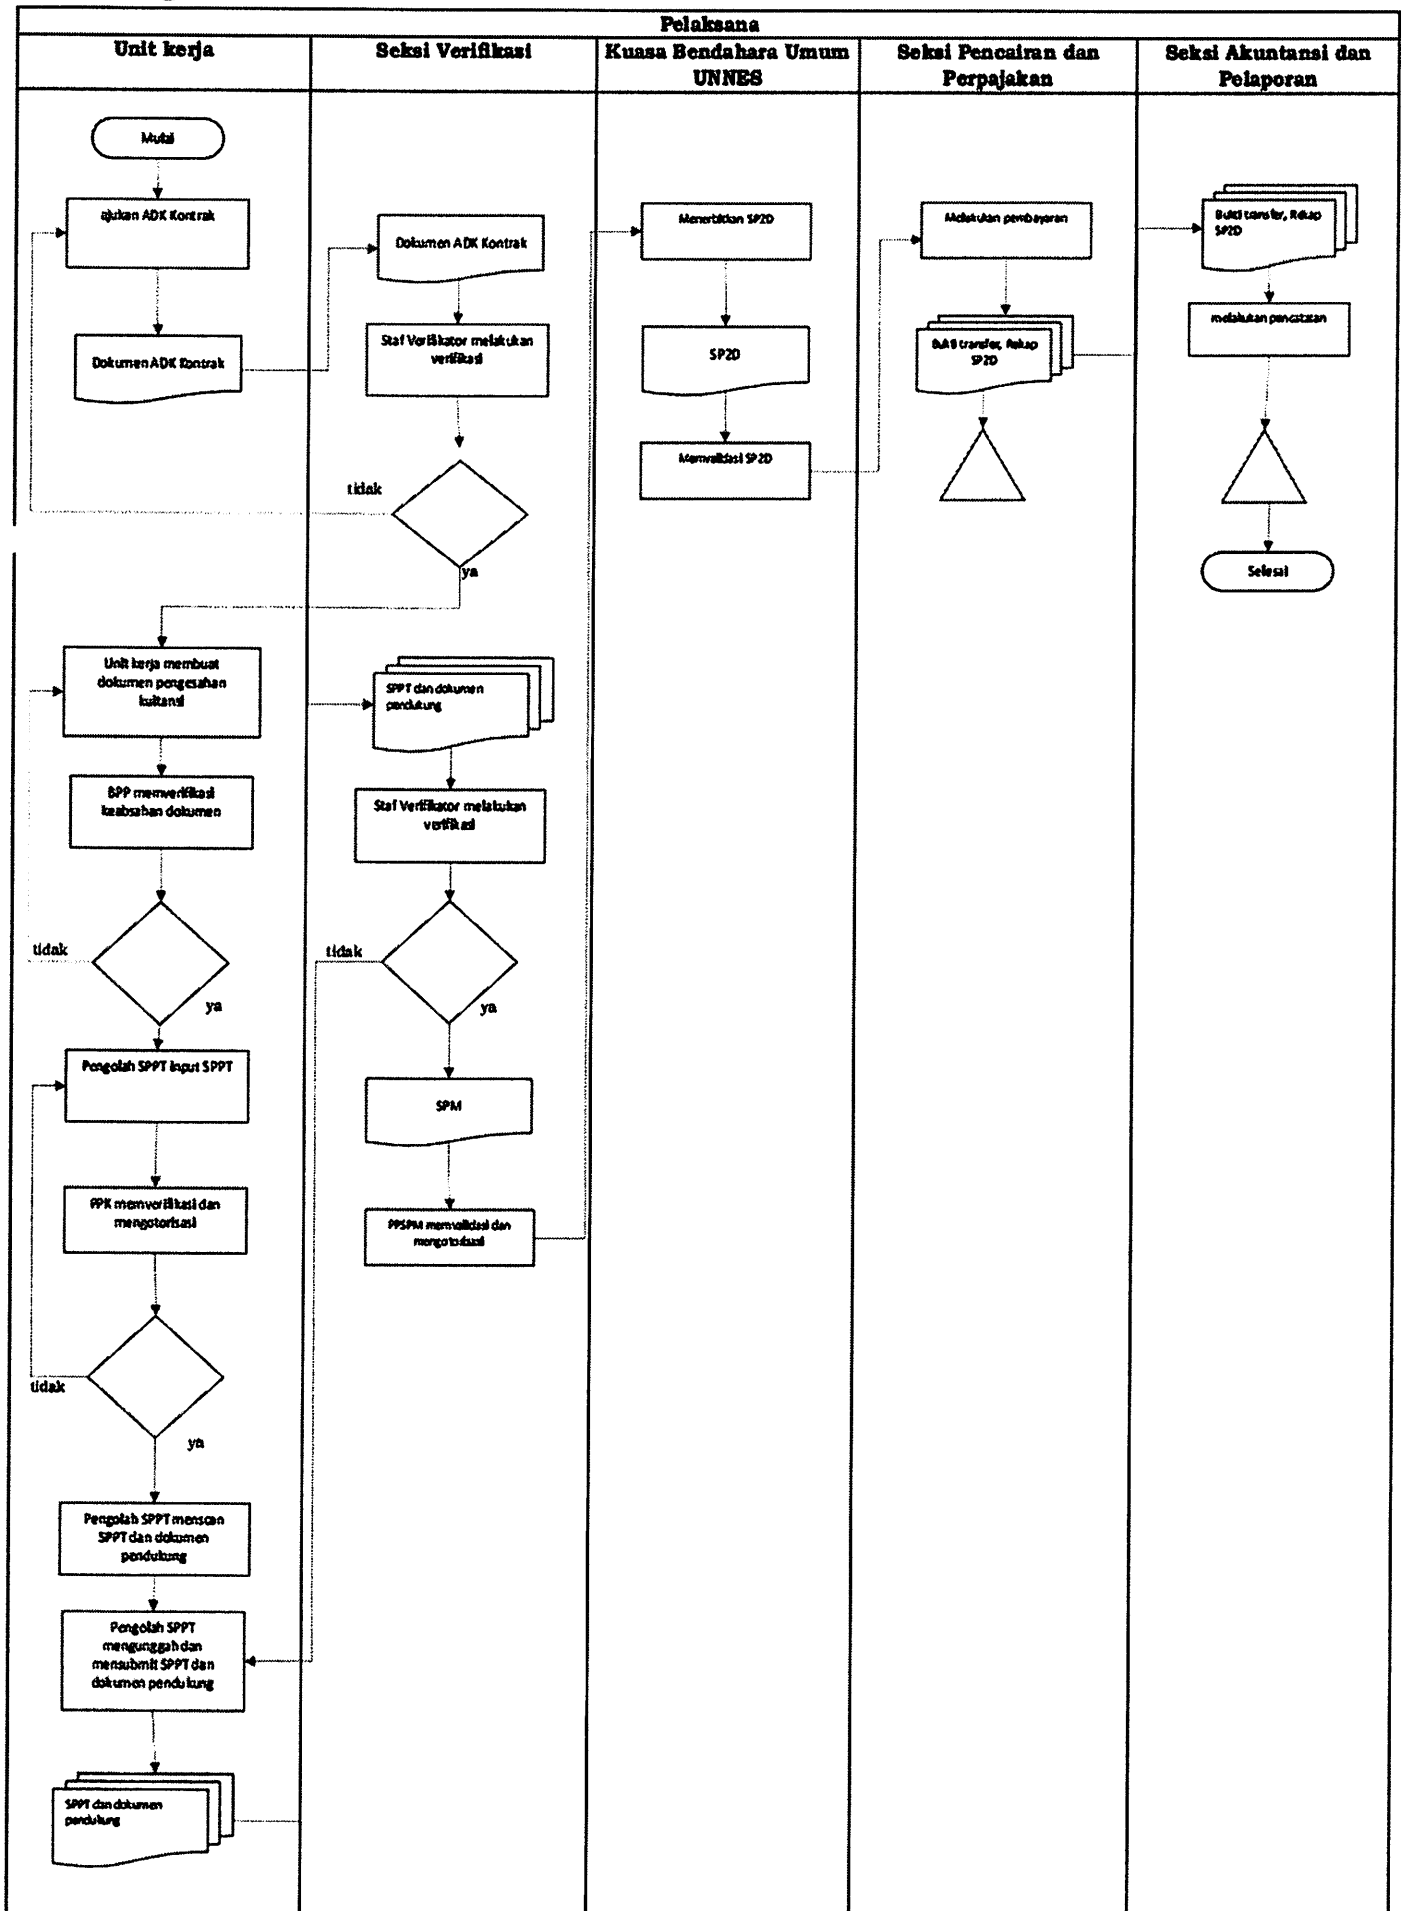 Pelaksana
Unit kerja
Seksi Verifikasi
Kuasa Bendahara Umum
UNNES
Seksi Pencairan dan
Perpajakan
Seksi Akuntansi dan
Pelaporan
Mulai
ajukan ADK Kontrak
Dokumen ADK Kontrak
Dokumen ADK Kontrak
Staf Verifikator melakukan
verifikasi
tidak
ya
Menerbitkan SP2D
SP2D
Memvalidasi SP2D
Melakukan pembayaran
Bukti transfer, Rekap
SP2D
Bukti transfer, Rekap
SP2D
melakukan pencatatan
Selesai
Unit kerja membuat
dokumen pengesahan
kuitansi
BPP memverifikasi
keabsahan dokumen
tidak
ya
Pengolah SPPT input SPPT
PPK memverifikasi dan
mengotorisasi
tidak
ya
Pengolah SPPT menscan
SPPT dan dokumen
pendukung
Pengolah SPPT
mengunggah dan
mensubmit SPPT dan
dokumen pendukung
SPPT dan dokumen
pendukung
SPPT dan dokumen
pendukung
Staf Verifikator melakukan
verifikasi
tidak
ya
SPM
PPSPM memvalidasi dan
mengotorisasi